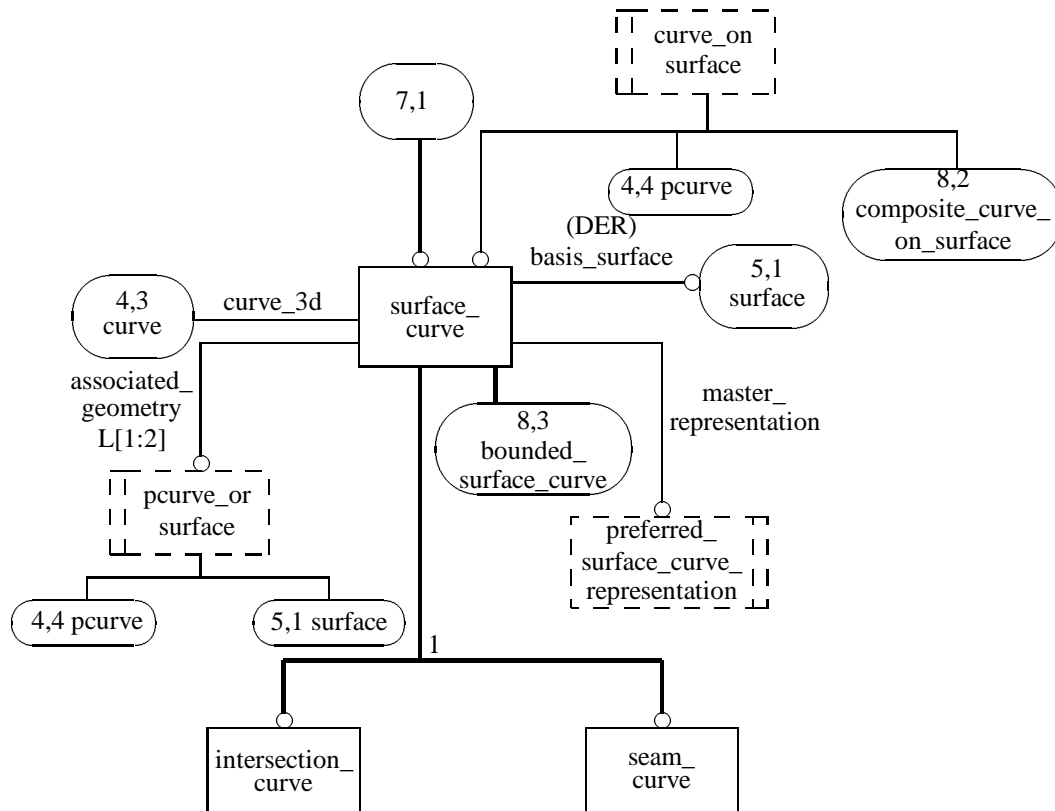 curve_on
surface
7,1
4,4 pcurve
8,2
composite_curve_
on_surface
(DER)
basis_surface
5,1
surface
4,3
curve
curve_3d
surface_
curve
associated_
geometry
L[1:2]
master_
representation
8,3
bounded_
surface_curve
pcurve_or
surface
preferred_
surface_curve_
representation
4,4 pcurve
5,1 surface
1
intersection_
curve
seam_
curve